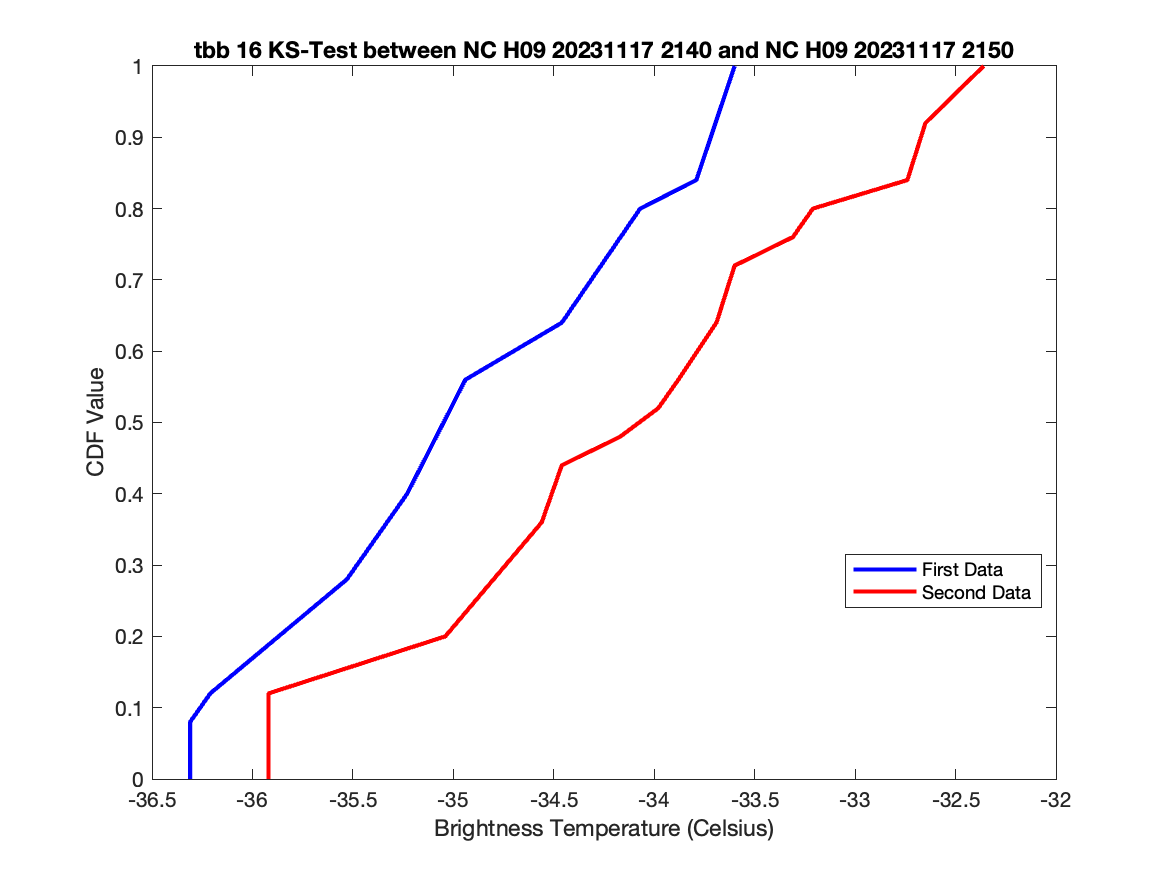 tbb 16 KS-Test between NC H09 20231117 2140 and NC H09 20231117 2150
1
0.9
0.8
0.7
0.6
0.5
0.4
0.3
0.2
0.1
0
CDF Value
First Data
Second Data
-36.5 -36 -35.5 -35 -34.5 -34 -33.5 -33 -32.5 -32
Brightness Temperature (Celsius)